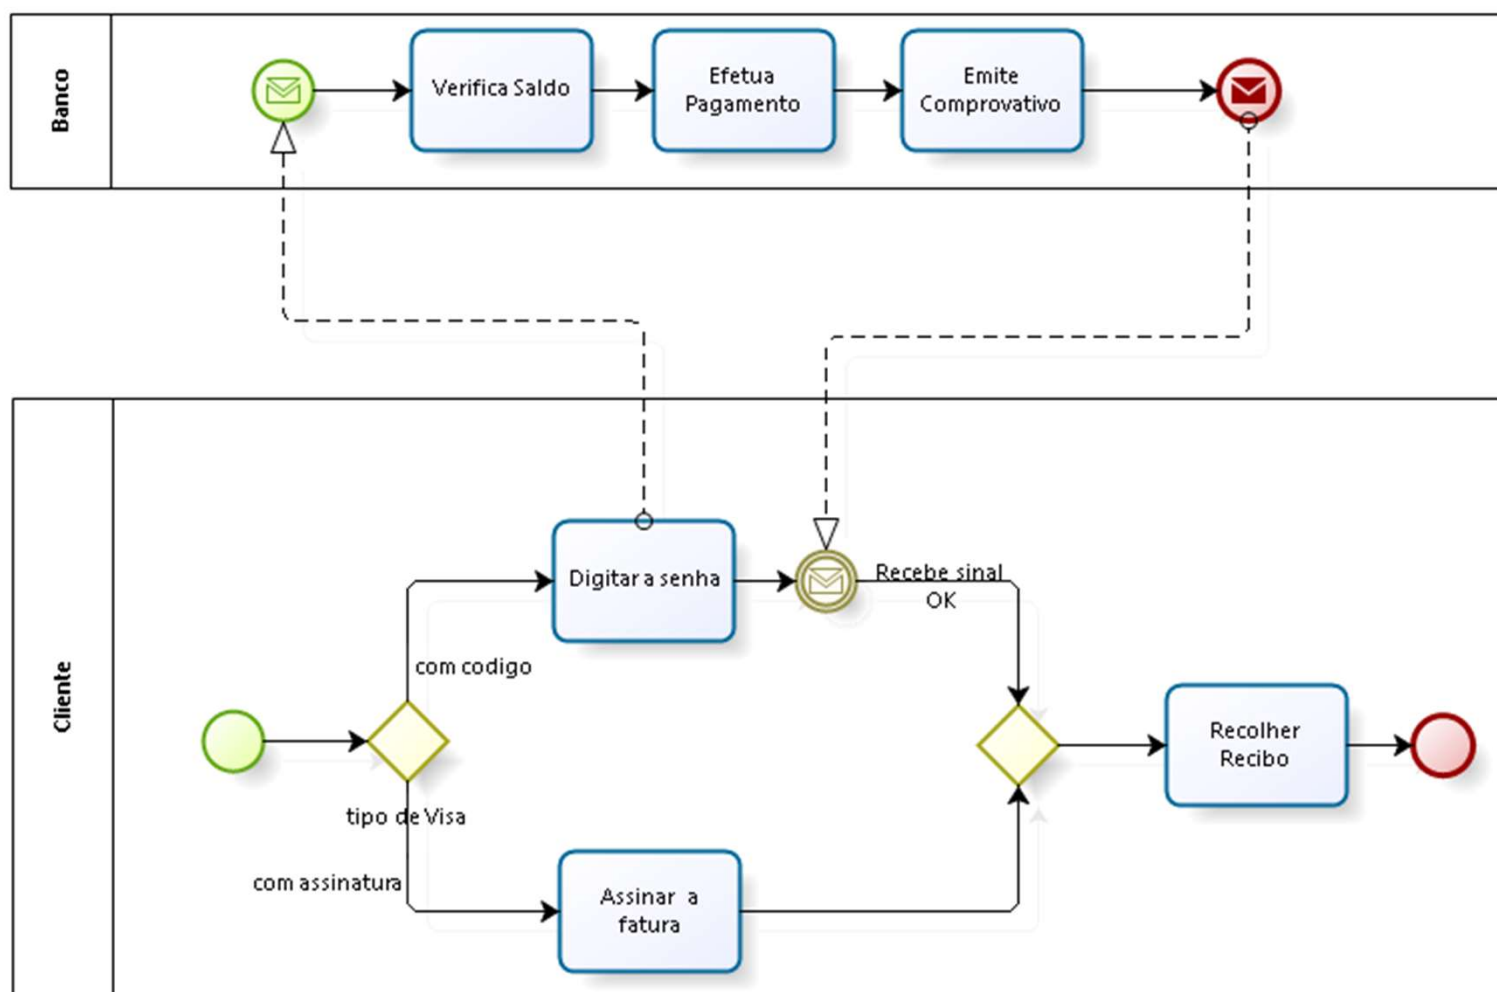 Banco
Verifica Saldo
Efetua
Pagamento
Emite
Comprovativo
Cliente
Digitar a senha
Recebe sinal
OK
com codigo
tipo de Visa
com assinatura
Assinar a
fatura
Recolher
Recibo